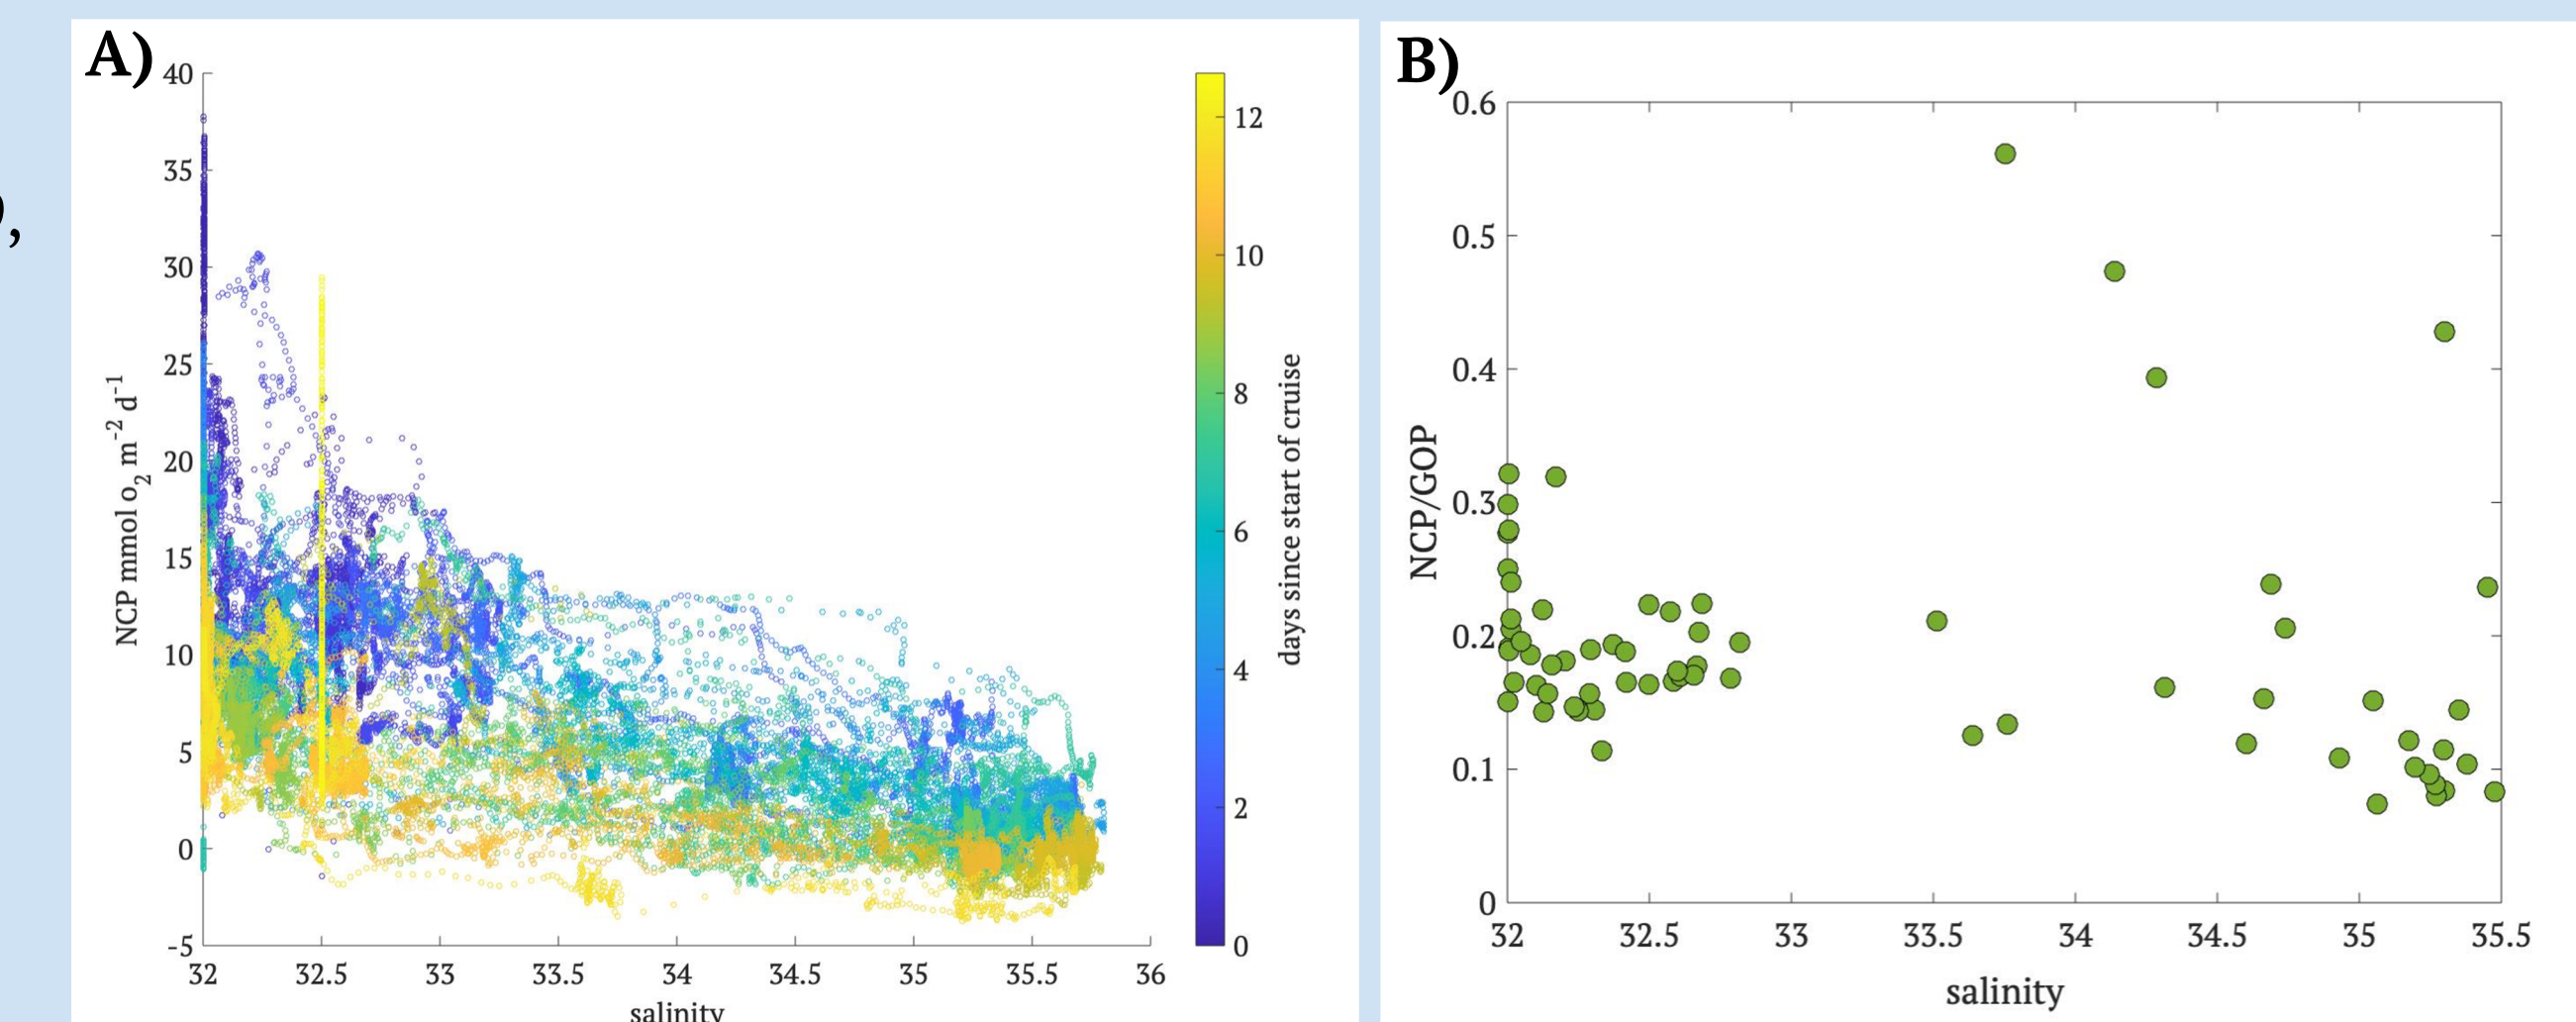 ),
A)
40
35
30
25
20
15
10
5
0
-5
NCP mmol o2 m-2 d-1
32 32.5 33 33.5 34 34.5 35 35.5 36
salinity
12
10
8
6
4
2
0
days since start of cruise
B)
0.6
0.5
0.4
0.3
0.2
0.1
0
NCP/GOP
32 32.5 33 33.5 34 34.5 35 35.5
salinity